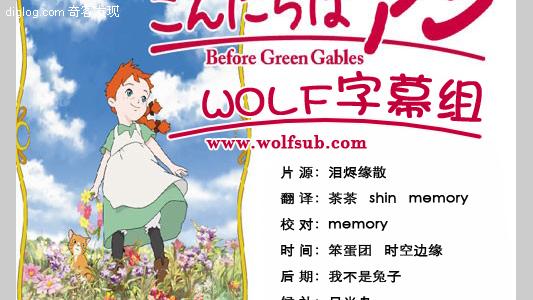 diglog.com 奇客发现
こんにちは アン
Before Green Gables
WOLF字幕组
www.wolfsub.com
片 源：泪烬缘散
翻 译：茶茶 shin memory
校 对：memory
时 间：笨蛋团 时空边缘
后 期：我不是兔子